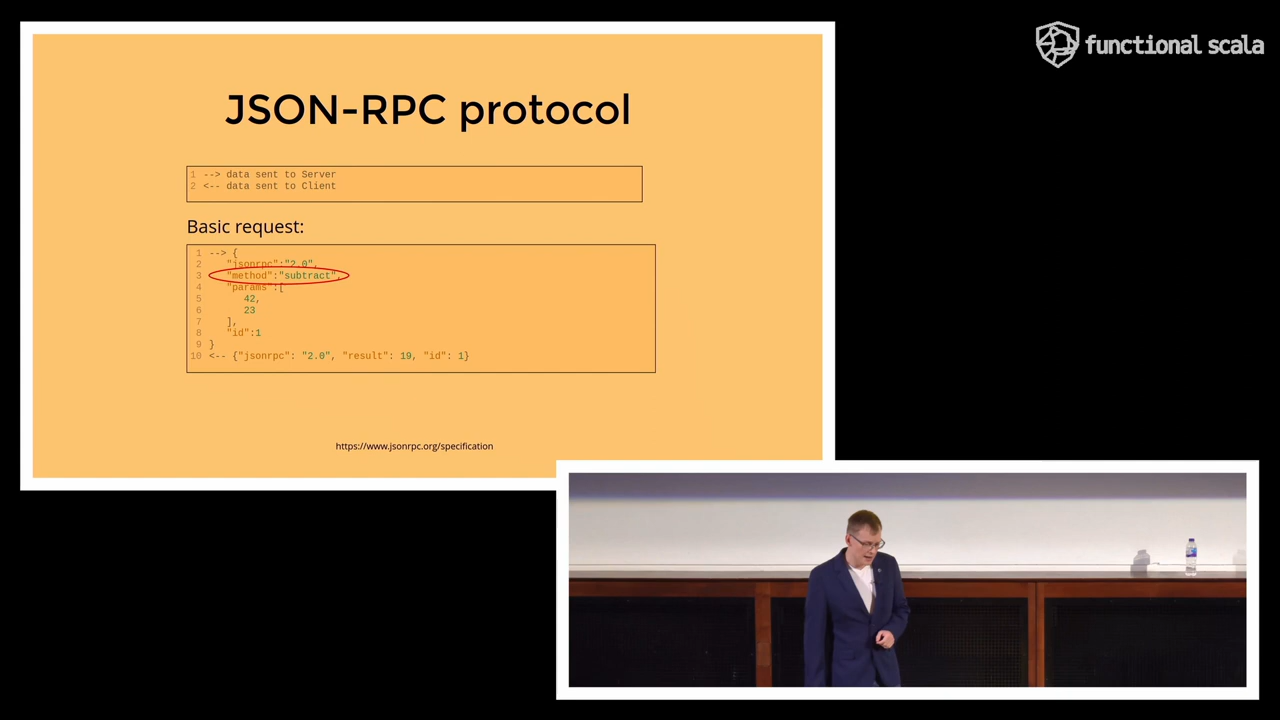 functional scala
JSON-RPC protocol
1 --> data sent to Server
2 <-- data sent to Client
Basic request:
1 --> {
2 "jsonrpc":"2.0",
3 "method":"subtract",
4 "params":[
5 42,
6 23
7 ],
8 "id":1
9 }
10 <-- {"jsonrpc": "2.0", "result": 19, "id": 1}
https://www.jsonrpc.org/specification